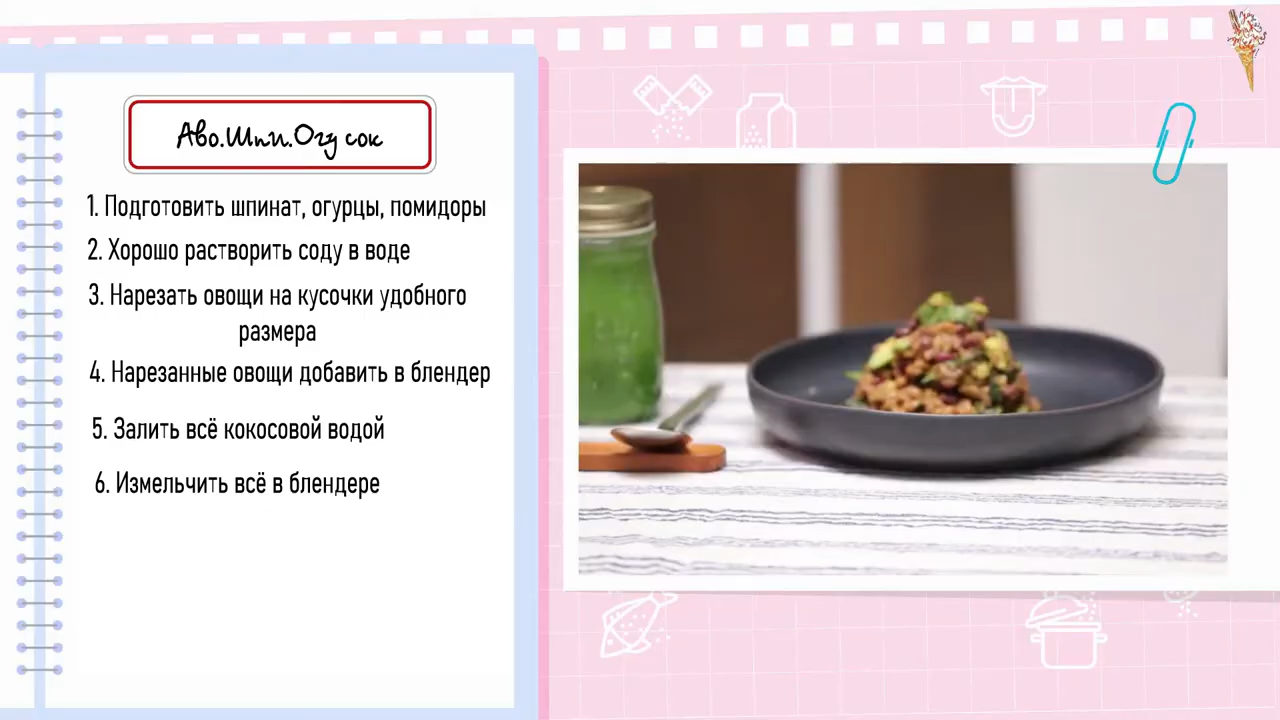 Аво.Шпи.Огу сок
1. Подготовить шпинат, огурцы, помидоры
2. Хорошо растворить соду в воде
3. Нарезать овощи на кусочки удобного
размера
4. Нарезанные овощи добавить в блендер
5. Залить всё кокосовой водой
6. Измельчить всё в блендере